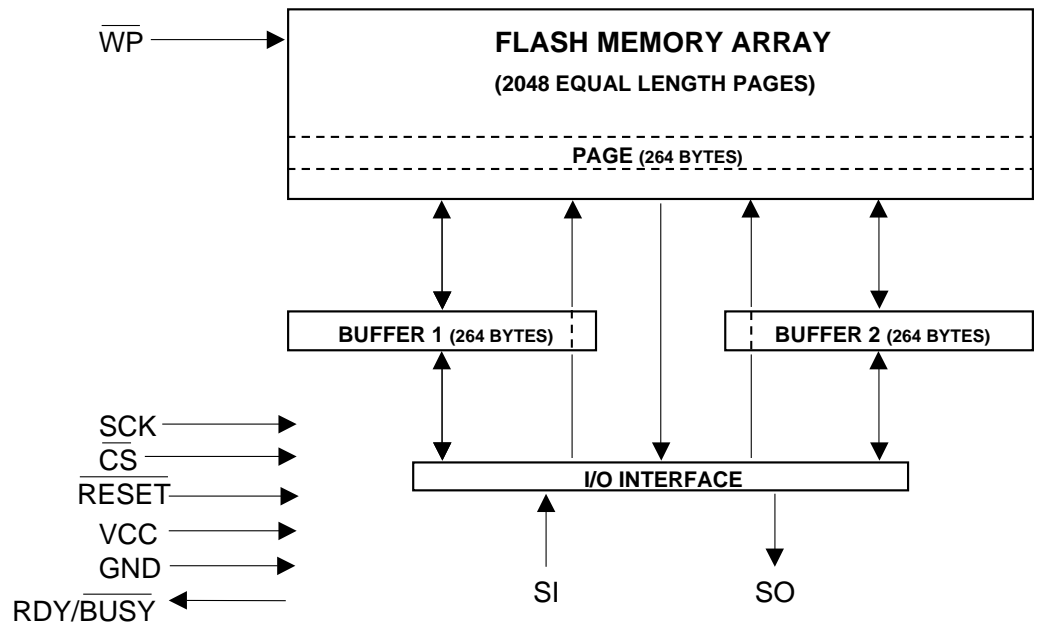 WP
FLASH MEMORY ARRAY
(2048 EQUAL LENGTH PAGES)
PAGE (264 BYTES)
BUFFER 1 (264 BYTES)
BUFFER 2 (264 BYTES)
SCK
CS
RESET
VCC
GND
RDY/BUSY
I/O INTERFACE
SI
SO